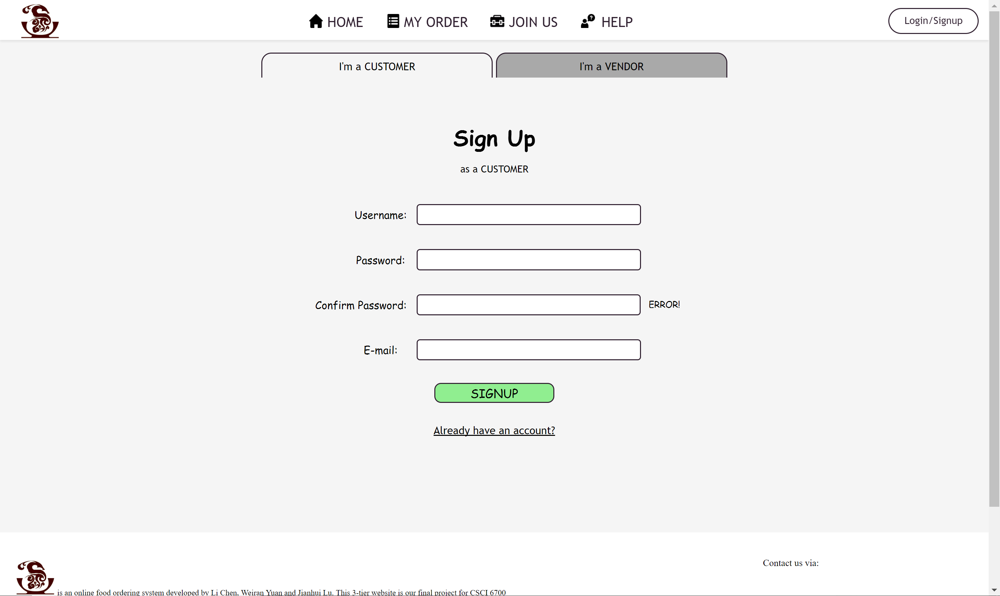 HOME MY ORDER JOIN US HELP Login/Signup
I'm a CUSTOMER I'm a VENDOR
Sign Up
as a CUSTOMER
Username:
Password:
Confirm Password: ERROR!
E-mail:
SIGNUP
Already have an account?
Contact us via:
is an online food ordering system developed by Li Chen, Weiran Yuan and Jianhui Lu. This 3-tier website is our final project for CSCI 6700